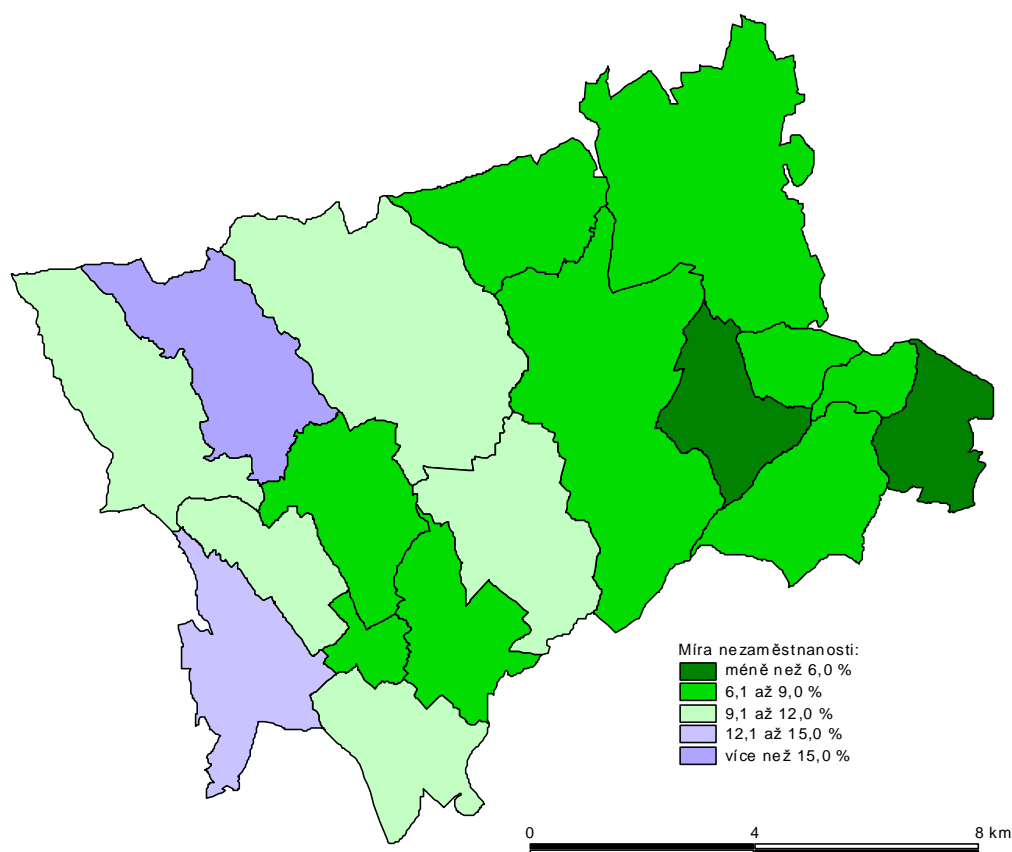 Míra nezaměstnanosti:
méně než 6,0 %
6,1 až 9,0 %
9,1 až 12,0 %
12,1 až 15,0 %
více než 15,0 %
0 4 8 km